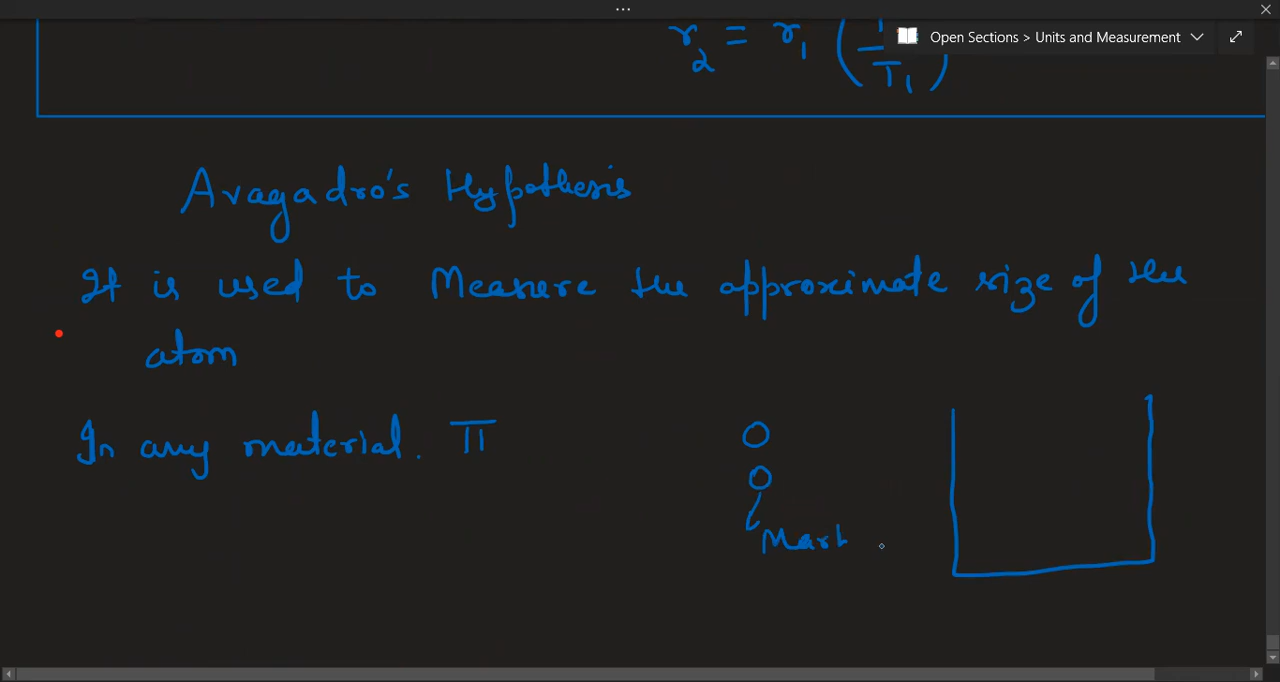 ...
Open Sections > Units and Measurement
r2 = r1 ( / T1 )
Avagadro's Hypothesis
It is used to Measure the approximate size of the
atom
In any material. TI
Marb